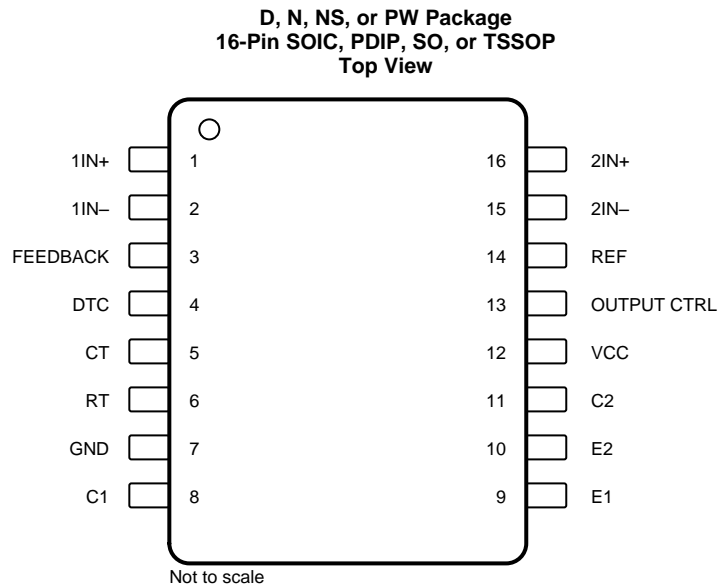 D, N, NS, or PW Package
16-Pin SOIC, PDIP, SO, or TSSOP
Top View
1IN+ 1 16 2IN+
1IN– 2 15 2IN–
FEEDBACK 3 14 REF
DTC 4 13 OUTPUT CTRL
CT 5 12 VCC
RT 6 11 C2
GND 7 10 E2
C1 8 9 E1
Not to scale